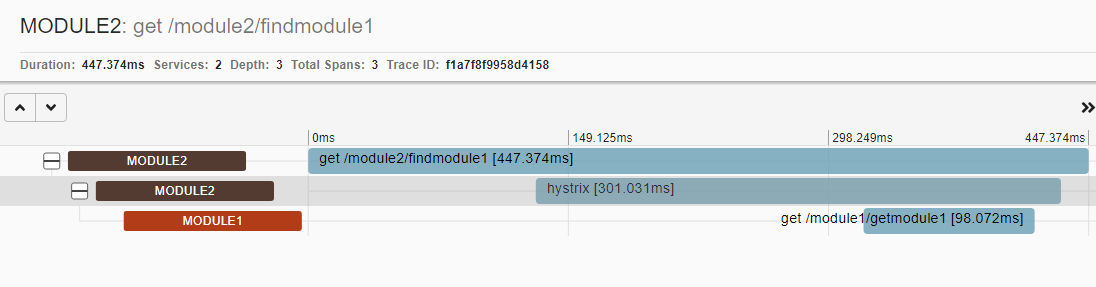 MODULE2: get /module2/findmodule1
Duration: 447.374ms Services: 2 Depth: 3 Total Spans: 3 Trace ID: f1a7f8f9958d4158
0ms 149.125ms 298.249ms 447.374ms
MODULE2 get /module2/findmodule1 [447.374ms]
MODULE2 hystrix [301.031ms]
MODULE1 get /module1/getmodule1 [98.072ms]